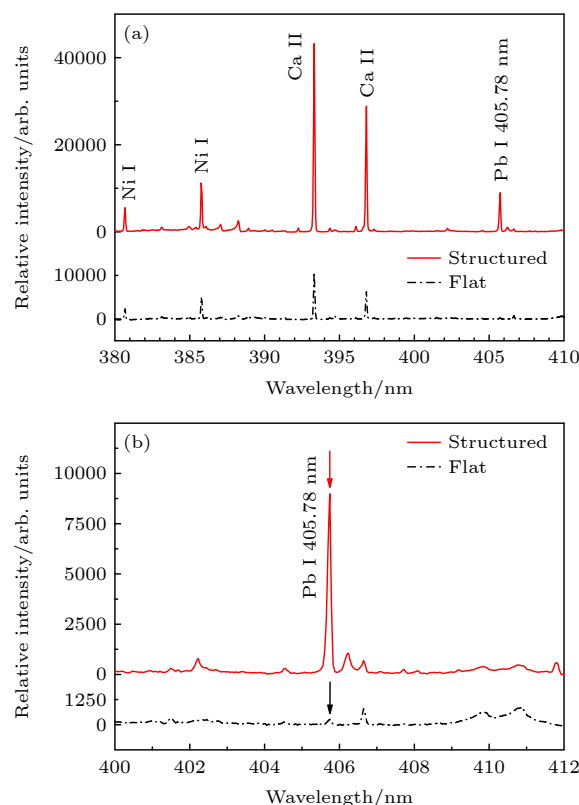 (a)
Relative intensity/arb. units
40000
20000
0
10000
0
Ni I
Ni I
Ca II
Ca II
Pb I 405.78 nm
Structured
Flat
380
385
390
395
400
405
410
Wavelength/nm
(b)
Relative intensity/arb. units
10000
7500
5000
2500
0
1250
0
Pb I 405.78 nm
Structured
Flat
400
402
404
406
408
410
412
Wavelength/nm